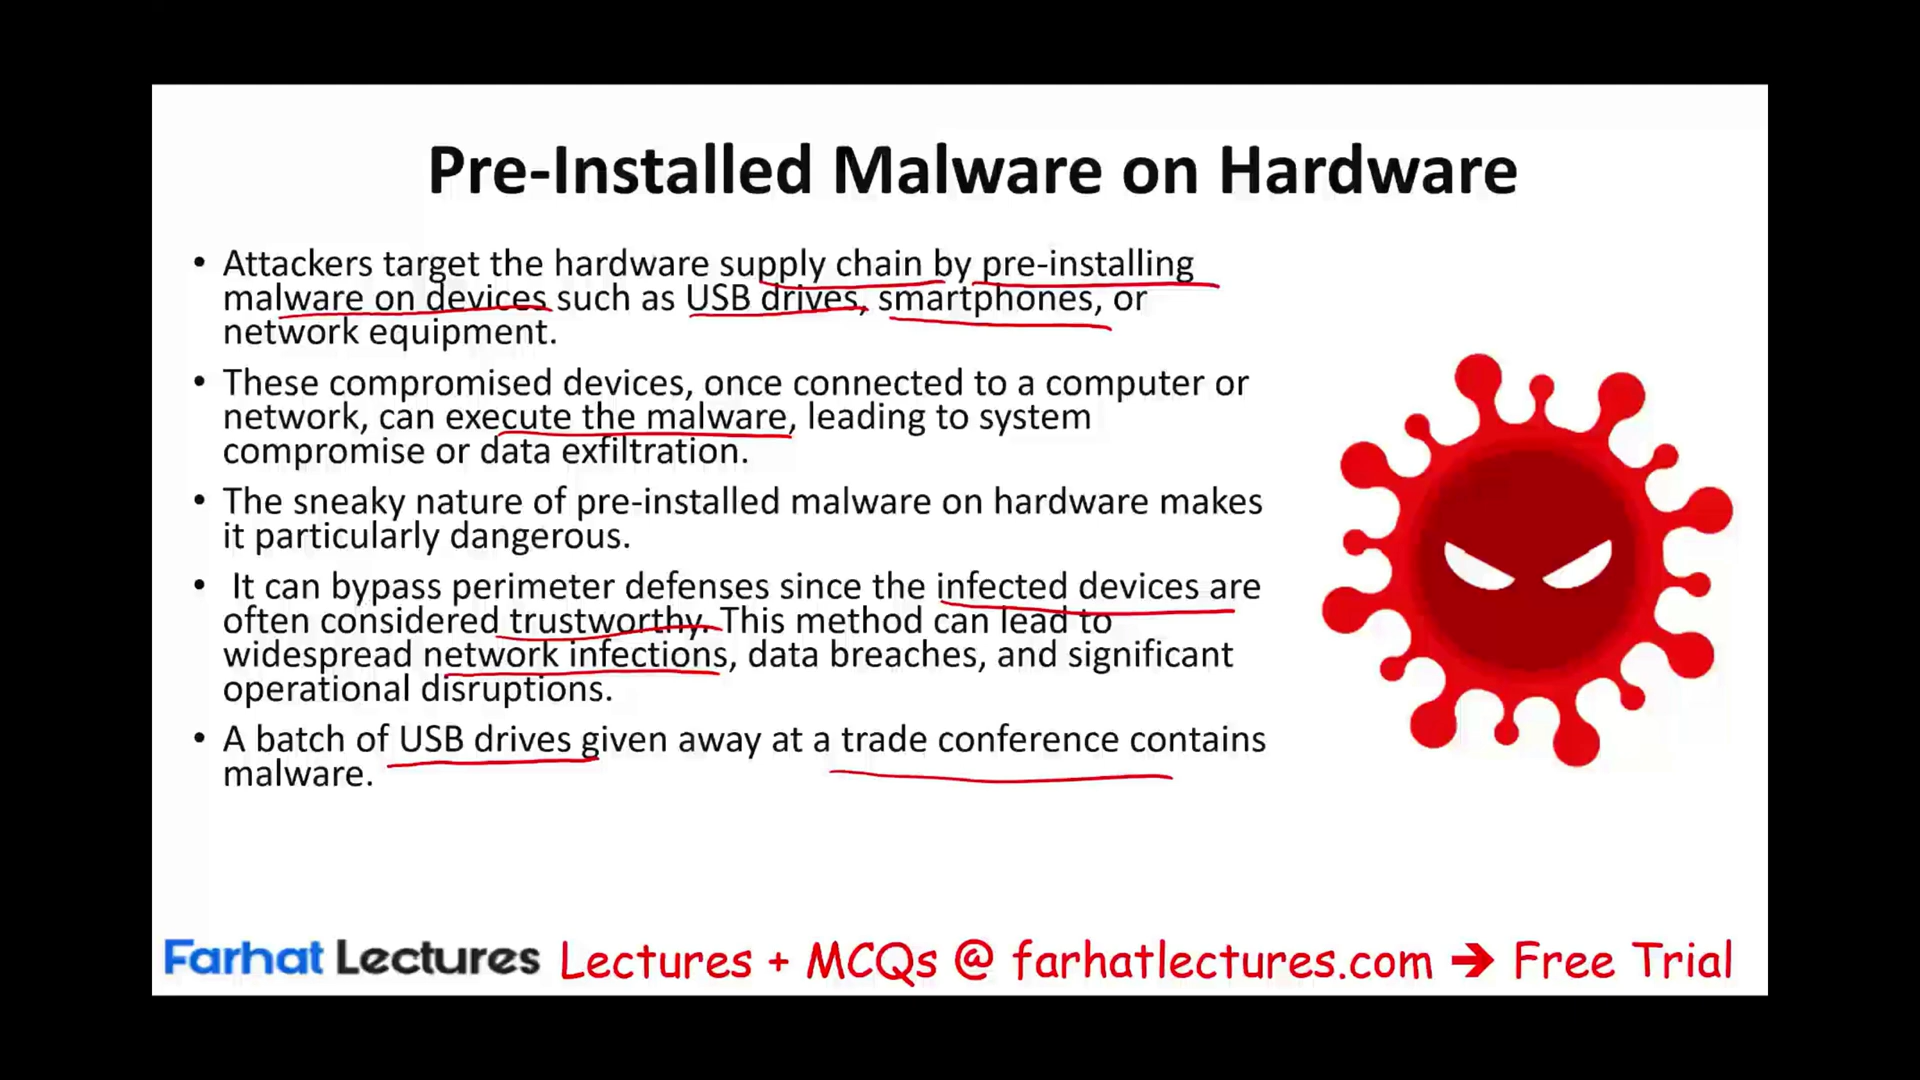 Pre-Installed Malware on Hardware
• Attackers target the hardware supply chain by pre-installing
malware on devices such as USB drives, smartphones, or
network equipment.
• These compromised devices, once connected to a computer or
network, can execute the malware, leading to system
compromise or data exfiltration.
• The sneaky nature of pre-installed malware on hardware makes
it particularly dangerous.
• It can bypass perimeter defenses since the infected devices are
often considered trustworthy. This method can lead to
widespread network infections, data breaches, and significant
operational disruptions.
• A batch of USB drives given away at a trade conference contains
malware.
Farhat Lectures Lectures + MCQs @ farhatlectures.com → Free Trial